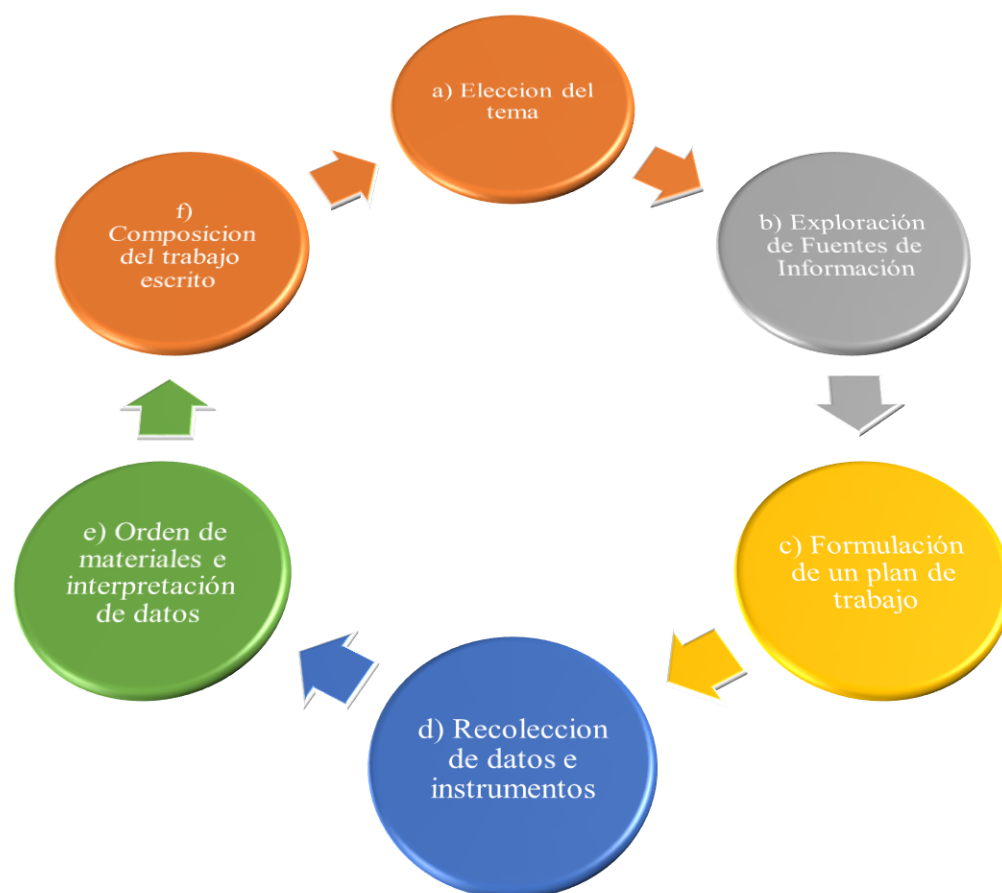 a) Eleccion del
tema
b) Exploración
de Fuentes de
Información
c) Formulación
de un plan de
trabajo
d) Recoleccion
de datos e
instrumentos
e) Orden de
materiales e
interpretación
de datos
f)
Composicion
del trabajo
escrito